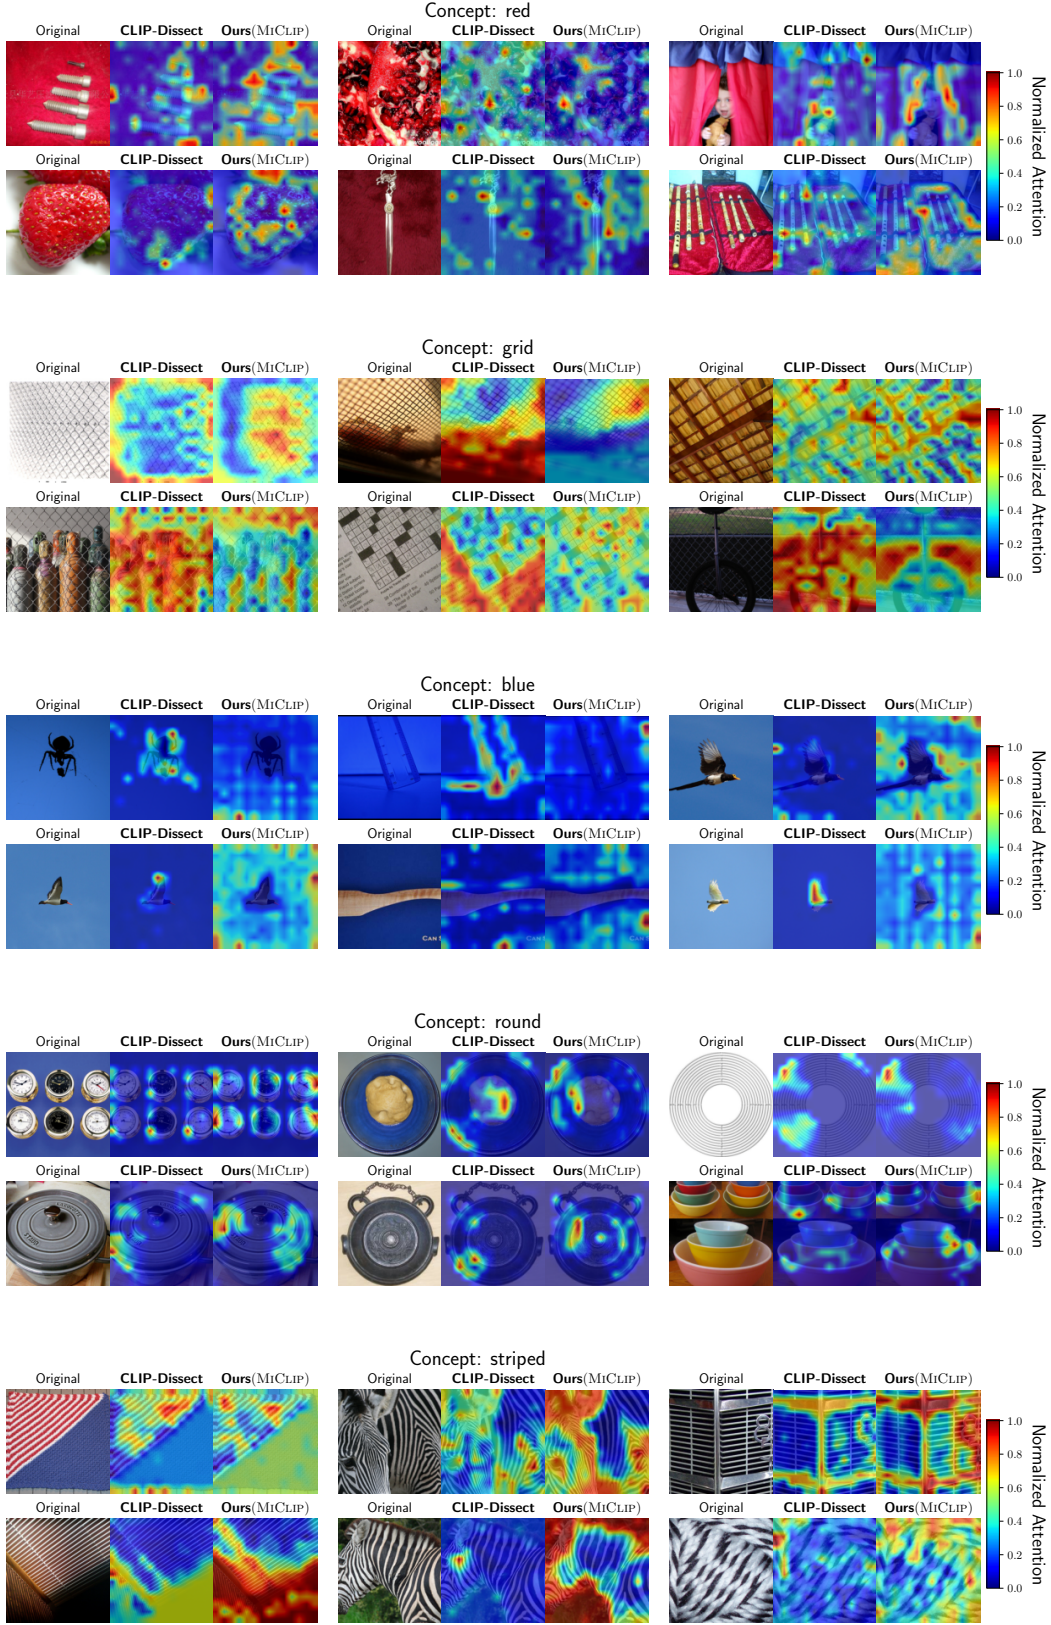 Concept: red
Original CLIP-Dissect Ours(MICLIP) Original CLIP-Dissect Ours(MICLIP) Original CLIP-Dissect Ours(MICLIP)
Original CLIP-Dissect Ours(MICLIP) Original CLIP-Dissect Ours(MICLIP) Original CLIP-Dissect Ours(MICLIP)
1.0
0.8
0.6
0.4
0.2
0.0
Normalized Attention
Concept: grid
Original CLIP-Dissect Ours(MICLIP) Original CLIP-Dissect Ours(MICLIP) Original CLIP-Dissect Ours(MICLIP)
Original CLIP-Dissect Ours(MICLIP) Original CLIP-Dissect Ours(MICLIP) Original CLIP-Dissect Ours(MICLIP)
1.0
0.8
0.6
0.4
0.2
0.0
Normalized Attention
Concept: blue
Original CLIP-Dissect Ours(MICLIP) Original CLIP-Dissect Ours(MICLIP) Original CLIP-Dissect Ours(MICLIP)
Original CLIP-Dissect Ours(MICLIP) Original CLIP-Dissect Ours(MICLIP) Original CLIP-Dissect Ours(MICLIP)
CAN
1.0
0.8
0.6
0.4
0.2
0.0
Normalized Attention
Concept: round
Original CLIP-Dissect Ours(MICLIP) Original CLIP-Dissect Ours(MICLIP) Original CLIP-Dissect Ours(MICLIP)
Original CLIP-Dissect Ours(MICLIP) Original CLIP-Dissect Ours(MICLIP) Original CLIP-Dissect Ours(MICLIP)
1.0
0.8
0.6
0.4
0.2
0.0
Normalized Attention
Concept: striped
Original CLIP-Dissect Ours(MICLIP) Original CLIP-Dissect Ours(MICLIP) Original CLIP-Dissect Ours(MICLIP)
Original CLIP-Dissect Ours(MICLIP) Original CLIP-Dissect Ours(MICLIP) Original CLIP-Dissect Ours(MICLIP)
1.0
0.8
0.6
0.4
0.2
0.0
Normalized Attention